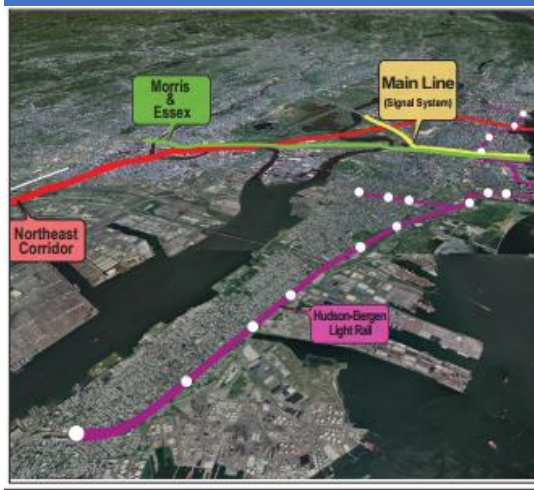 Morris
&
Essex
Main Line
(Signal System)
Northeast
Corridor
Hudson-Bergen
Light Rail